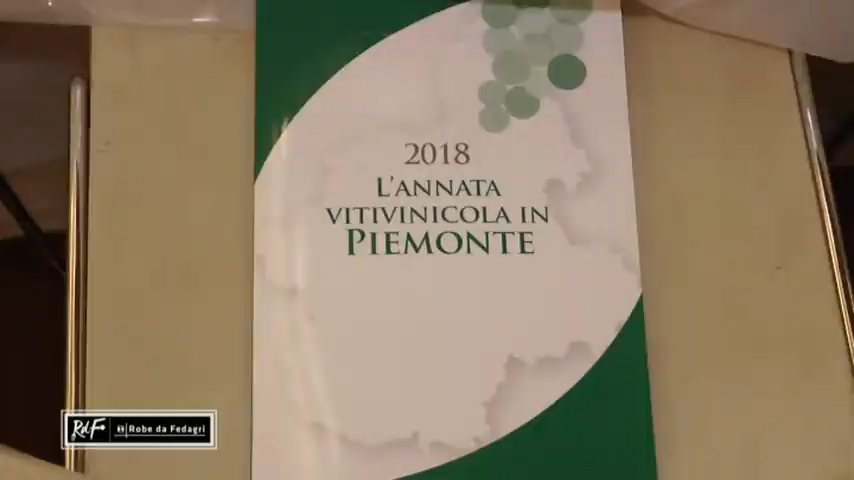 2018
L'ANNATA
VITIVINICOLA IN
PIEMONTE
RdF
Robe da Fedagri